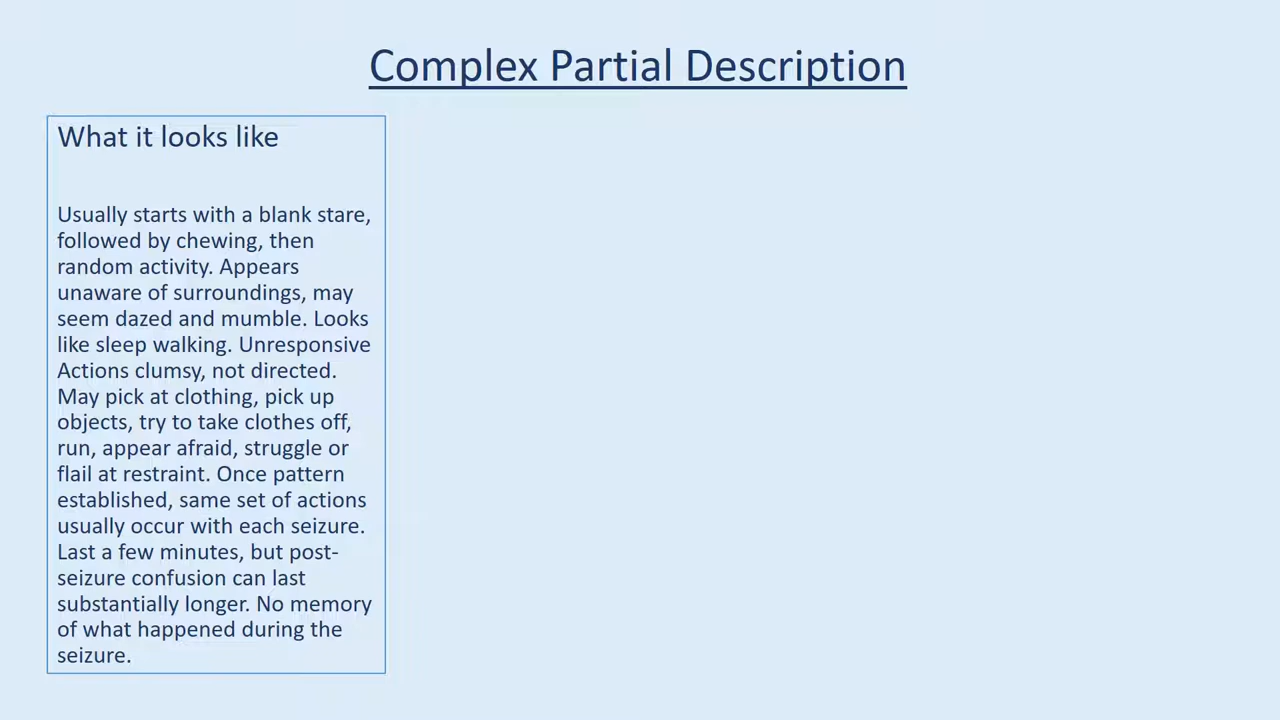 Complex Partial Description
What it looks like
Usually starts with a blank stare,
followed by chewing, then
random activity. Appears
unaware of surroundings, may
seem dazed and mumble. Looks
like sleep walking. Unresponsive
Actions clumsy, not directed.
May pick at clothing, pick up
objects, try to take clothes off,
run, appear afraid, struggle or
flail at restraint. Once pattern
established, same set of actions
usually occur with each seizure.
Last a few minutes, but post-
seizure confusion can last
substantially longer. No memory
of what happened during the
seizure.